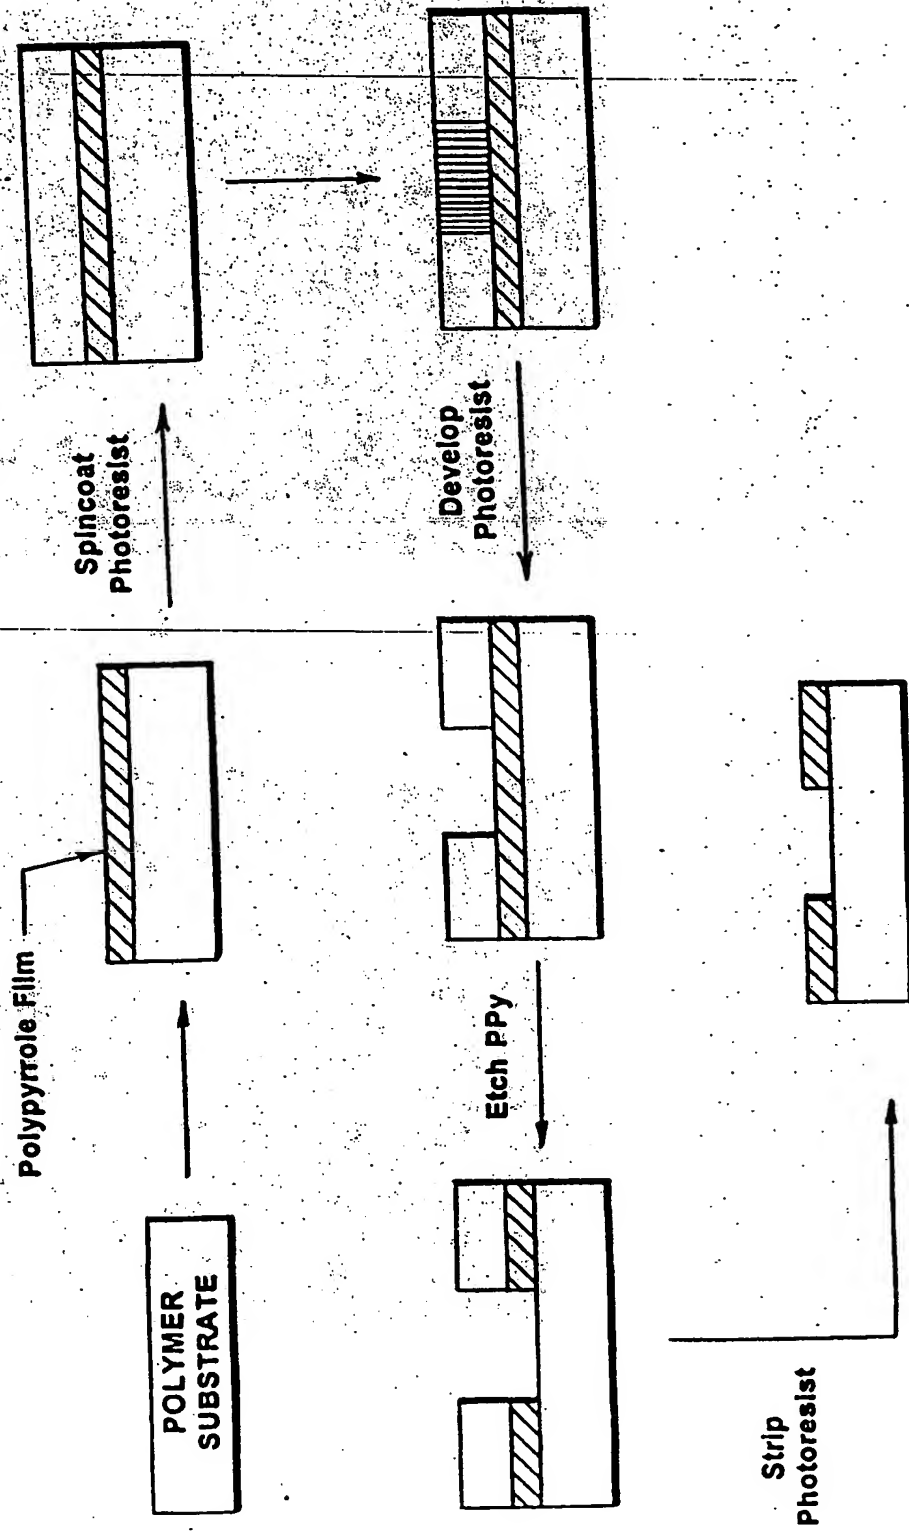 POLYMER
SUBSTRATE
Polypyrrole Film
Spincoat
Photoresist
Develop
Photoresist
Etch PPy
Strip
Photoresist